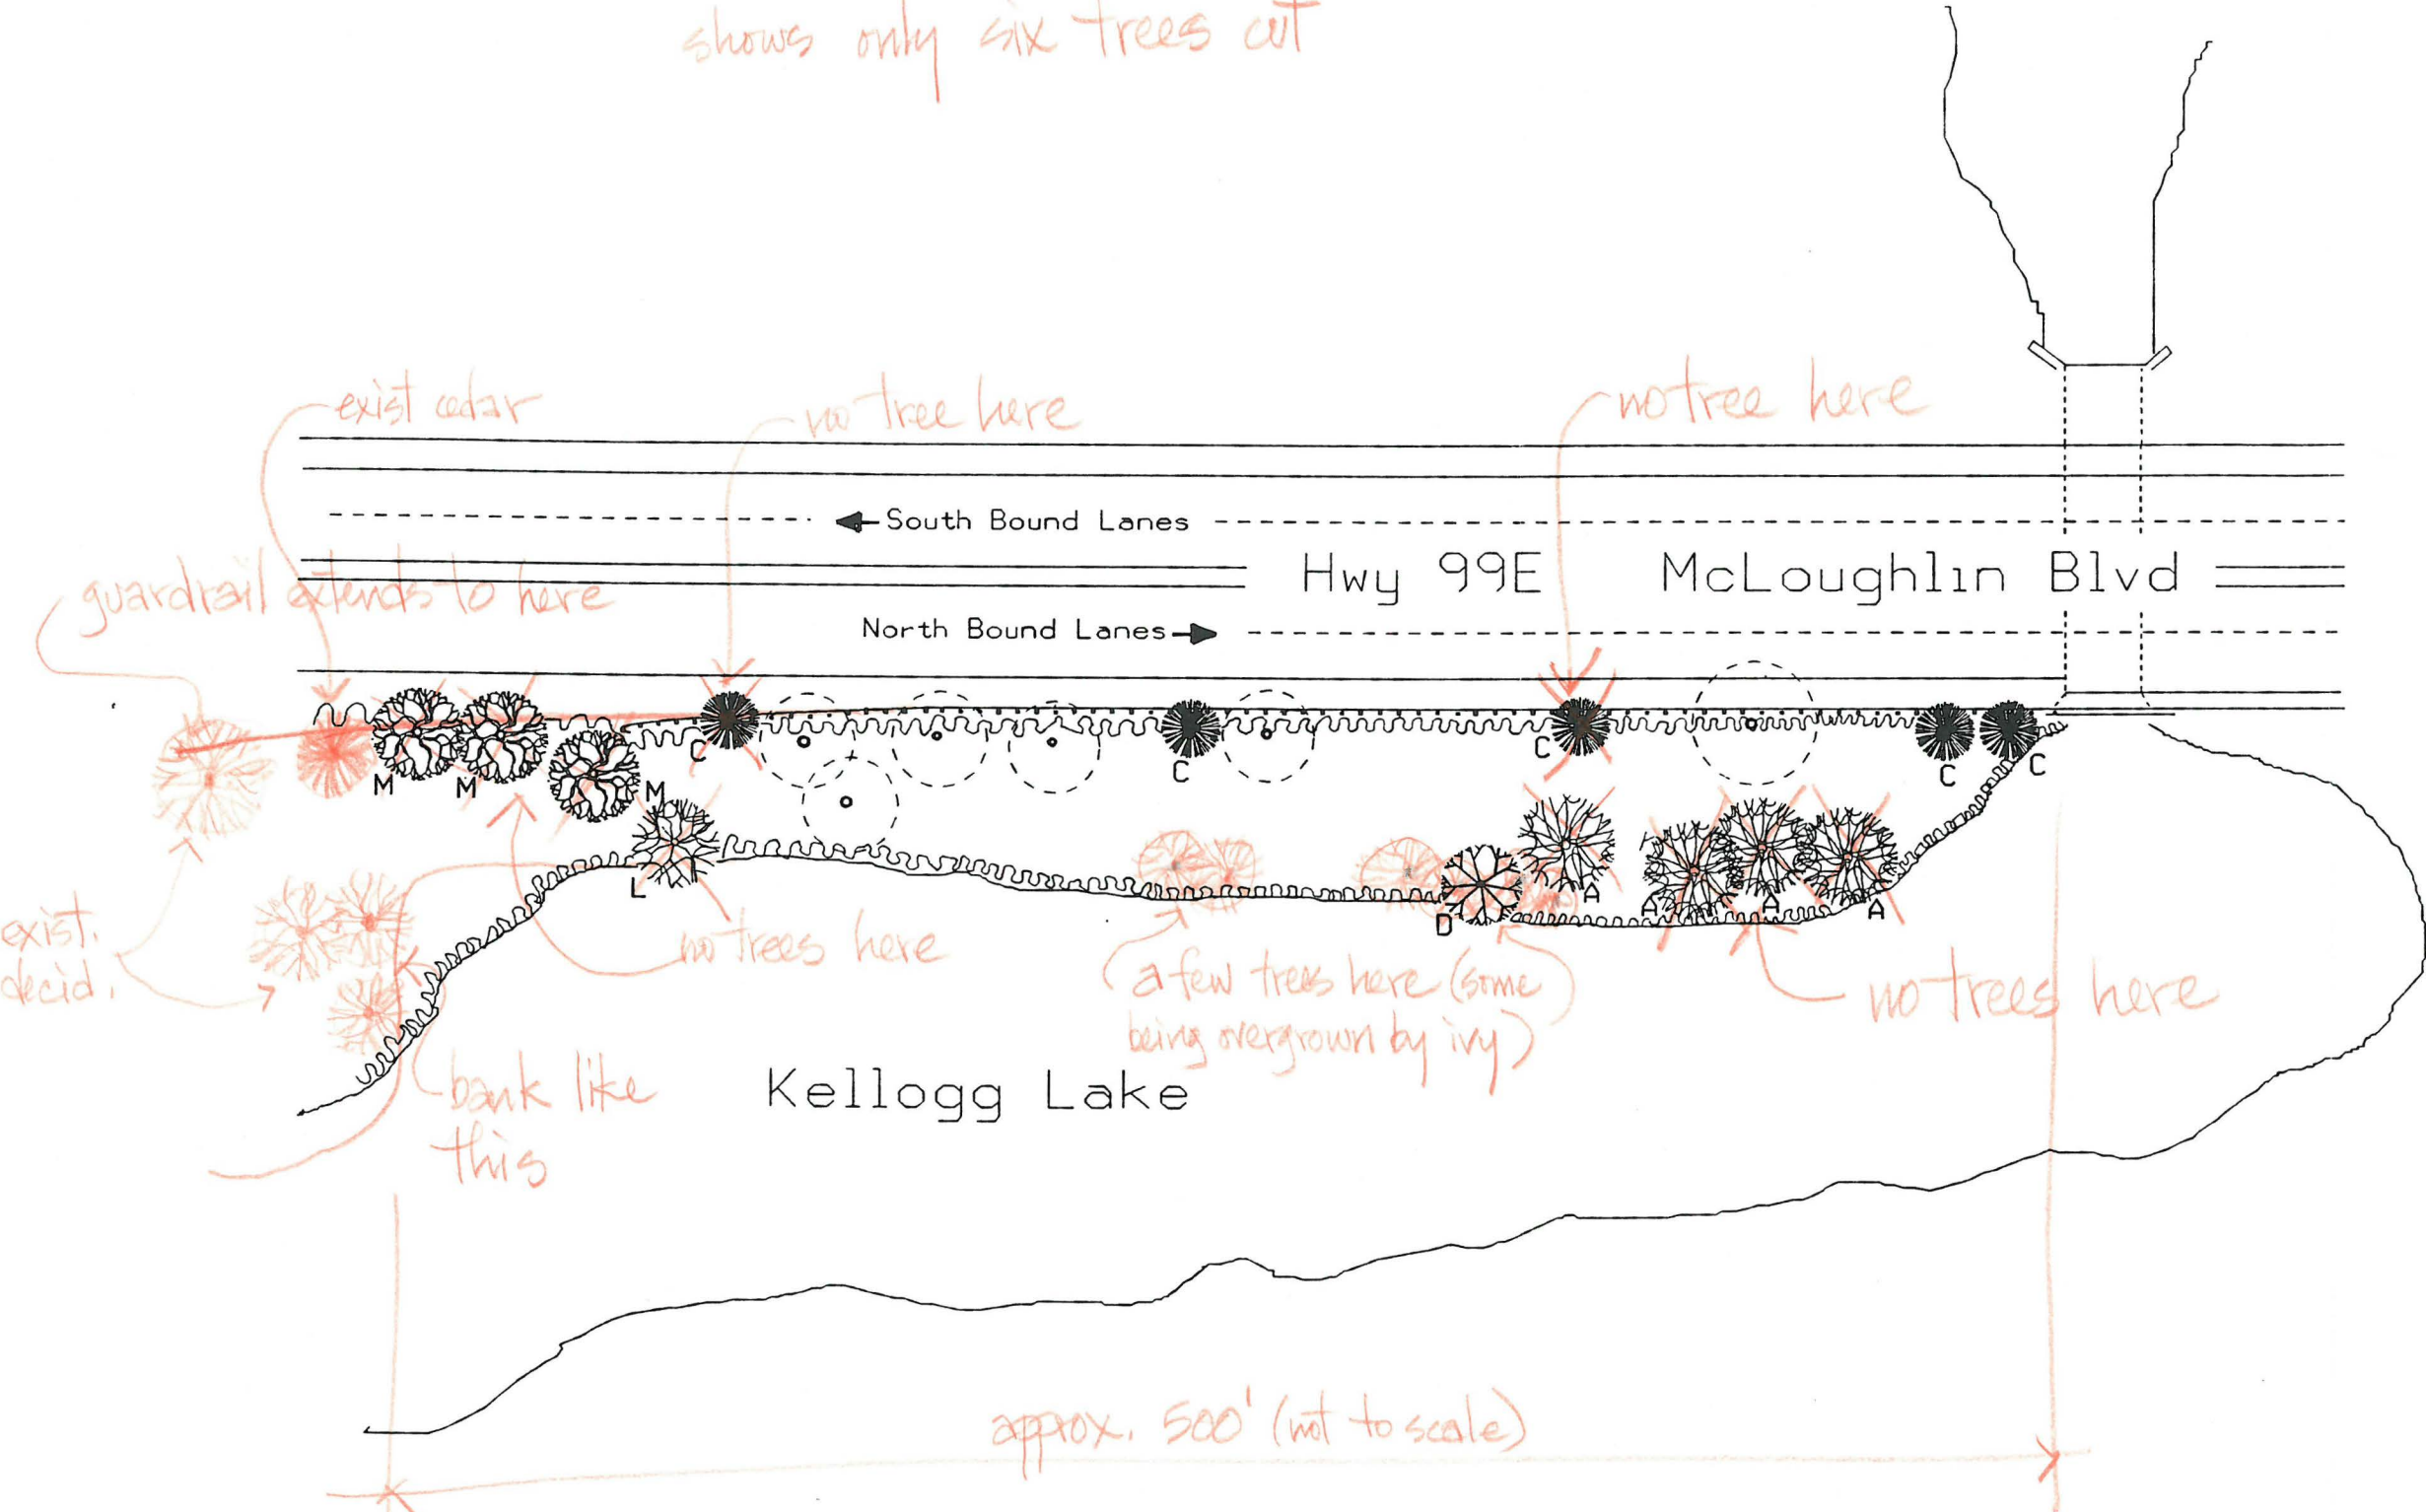 shows only six trees cut
exist cedar
no tree here
no tree here
South Bound Lanes
guardrail extends to here
Hwy 99E McLoughlin Blvd
North Bound Lanes
M
M
M
C
C
C
C
C
L
D
A
A
A
A
exist.
decid.
no trees here
a few trees here (some
being overgrown by ivy)
no trees here
bank like
this
Kellogg Lake
approx. 500' (not to scale)